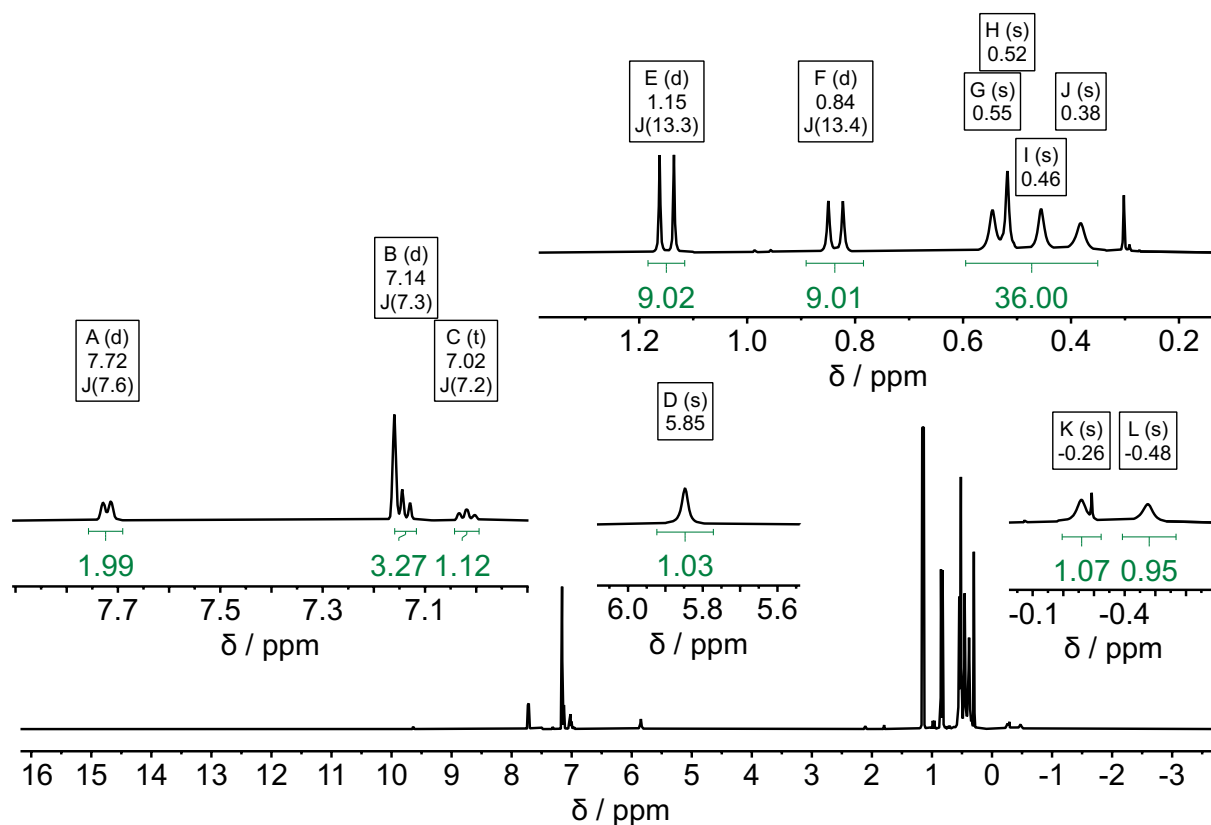 H (s)
0.52
E (d)
1.15
J(13.3)
F (d)
0.84
J(13.4)
G (s)
0.55
J (s)
0.38
I (s)
0.46
9.02
9.01
36.00
1.2
1.0
0.8
0.6
0.4
0.2
δ / ppm
A (d)
7.72
J(7.6)
B (d)
7.14
J(7.3)
C (t)
7.02
J(7.2)
D (s)
5.85
K (s)
-0.26
L (s)
-0.48
1.99
3.27
1.12
1.03
1.07
0.95
7.7
7.5
7.3
7.1
δ / ppm
6.0
5.8
5.6
δ / ppm
-0.1
-0.4
δ / ppm
16
15
14
13
12
11
10
9
8
7
6
5
4
3
2
1
0
-1
-2
-3
δ / ppm